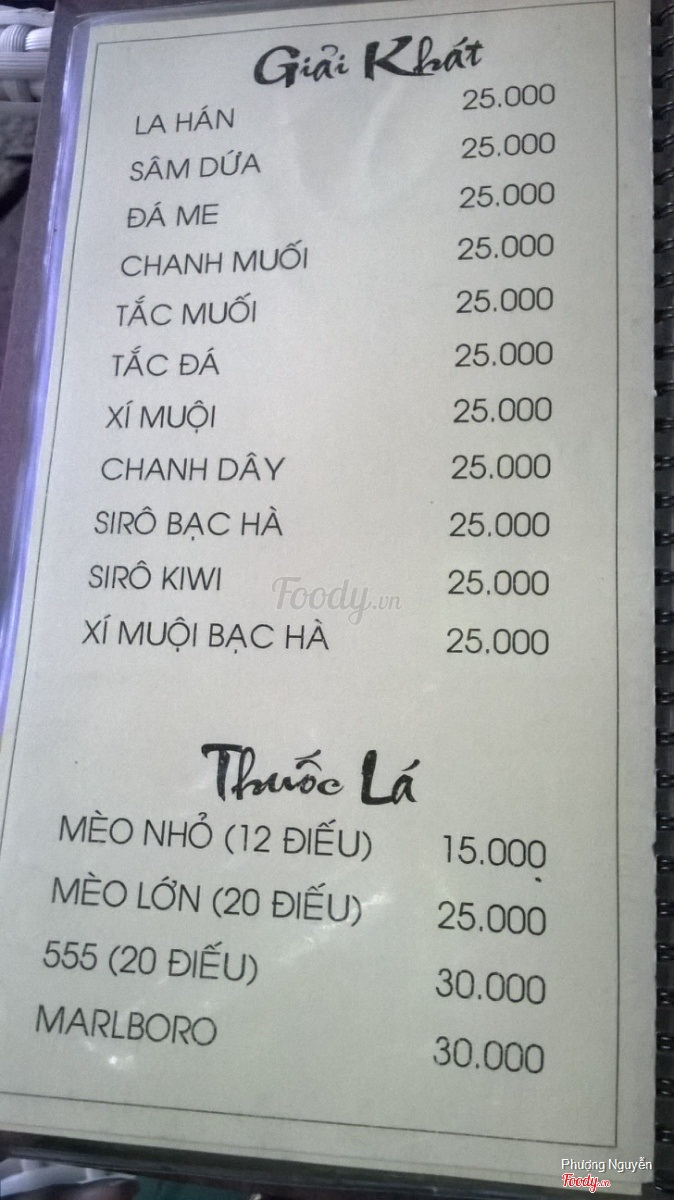 Giải Khát
LA HÁN 25.000
SÂM DỨA 25.000
ĐÁ ME 25.000
CHANH MUỐI 25.000
TẮC MUỐI 25.000
TẮC ĐÁ 25.000
XÍ MUỘI 25.000
CHANH DÂY 25.000
SIRÔ BẠC HÀ 25.000
SIRÔ KIWI 25.000
Foody.vn
XÍ MUỘI BẠC HÀ 25.000
Thuốc Lá
MÈO NHỎ (12 ĐIẾU) 15.000
MÈO LỚN (20 ĐIẾU) 25.000
555 (20 ĐIẾU) 30.000
MARLBORO 30.000
Phượng Nguyễn
Foody.vn